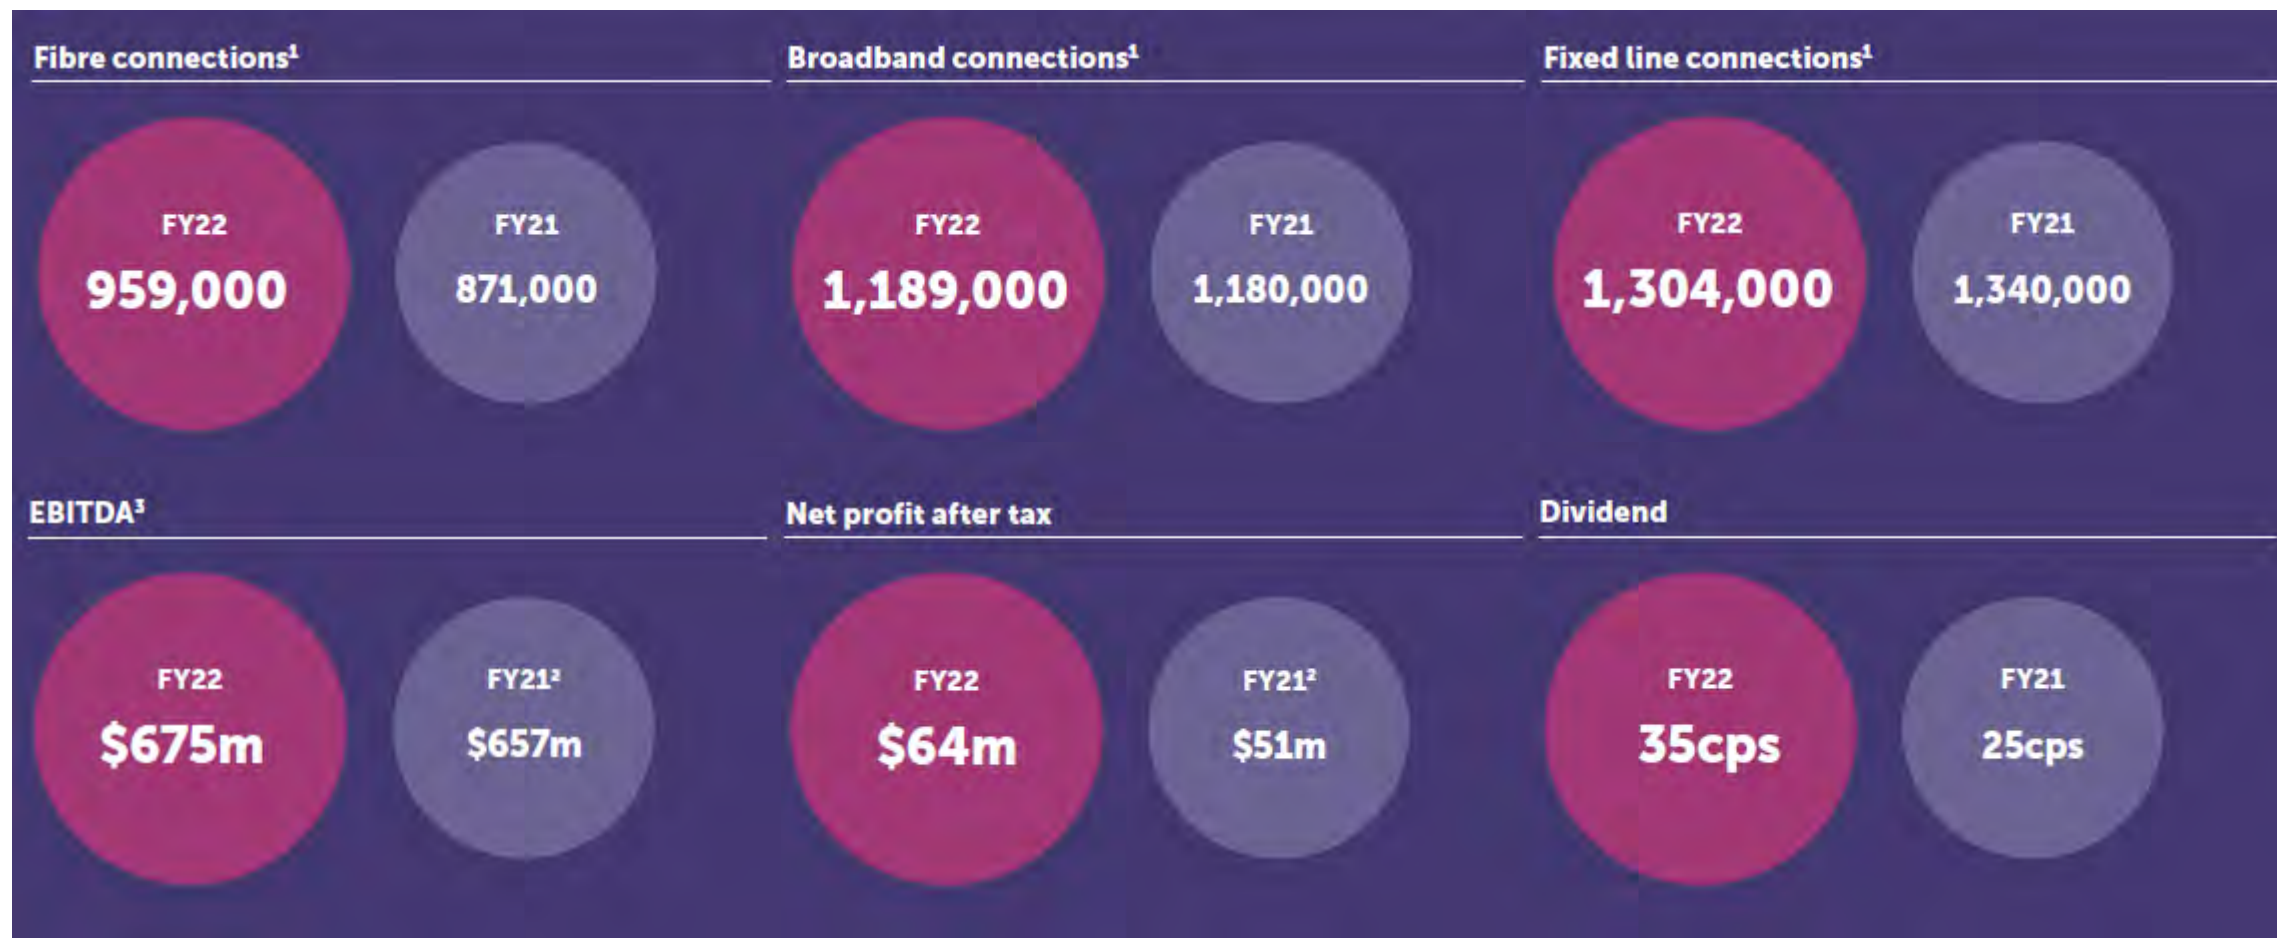 Fibre connections¹
FY22
959,000
FY21
871,000
Broadband connections¹
FY22
1,189,000
FY21
1,180,000
Fixed line connections¹
FY22
1,304,000
FY21
1,340,000
EBITDA³
FY22
$675m
FY21²
$657m
Net profit after tax
FY22
$64m
FY21²
$51m
Dividend
FY22
35cps
FY21
25cps